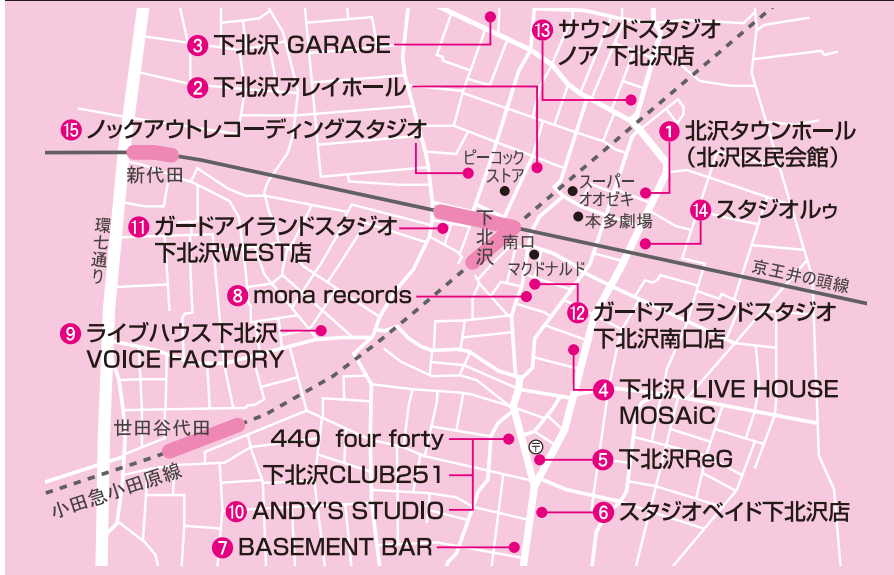 ③ 下北沢 GARAGE
⑬ サウンドスタジオ
ノア 下北沢店
② 下北沢アレイホール
⑮ ノックアウトレコーディングスタジオ
① 北沢タウンホール
(北沢区民会館)
ピーコック
ストア
新代田
スーパー
オオゼキ
本多劇場
⑭ スタジオルゥ
⑪ ガードアイランドスタジオ
下北沢WEST店
下北沢
南口
マクドナルド
環七通り
京王井の頭線
⑧ mona records
⑫ ガードアイランドスタジオ
下北沢南口店
⑨ ライブハウス下北沢
VOICE FACTORY
④ 下北沢 LIVE HOUSE
MOSAiC
世田谷代田
小田急小田原線
440 four forty
下北沢CLUB251
⑩ ANDY'S STUDIO
〒
⑤ 下北沢ReG
⑥ スタジオベイド下北沢店
⑦ BASEMENT BAR